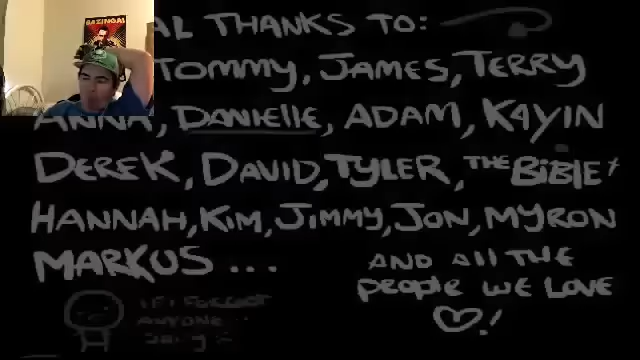 BAZINGA!
AL THANKS TO:
TOMMY, JAMES, TERRY
ANNA, DANIELLE, ADAM, KAYIN
DEREK, DAVID, TYLER, THE BIBLE
HANNAH, KIM, JIMMY, JON, MYRON
MARKUS ...
AND All THE
people WE LOVE
!
IF I FORGOT
ANYONE...